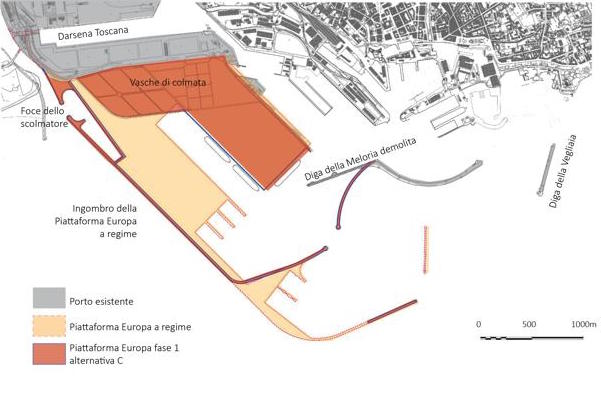 Darsena Toscana
Vasche di colmata
Foce dello
scolmatore
Diga della Meloria demolita
Diga della Vegliaia
Ingombro della
Piattaforma Europa
a regime
Porto esistente
Piattaforma Europa a regime
Piattaforma Europa fase 1
alternativa C
0 500 1000m